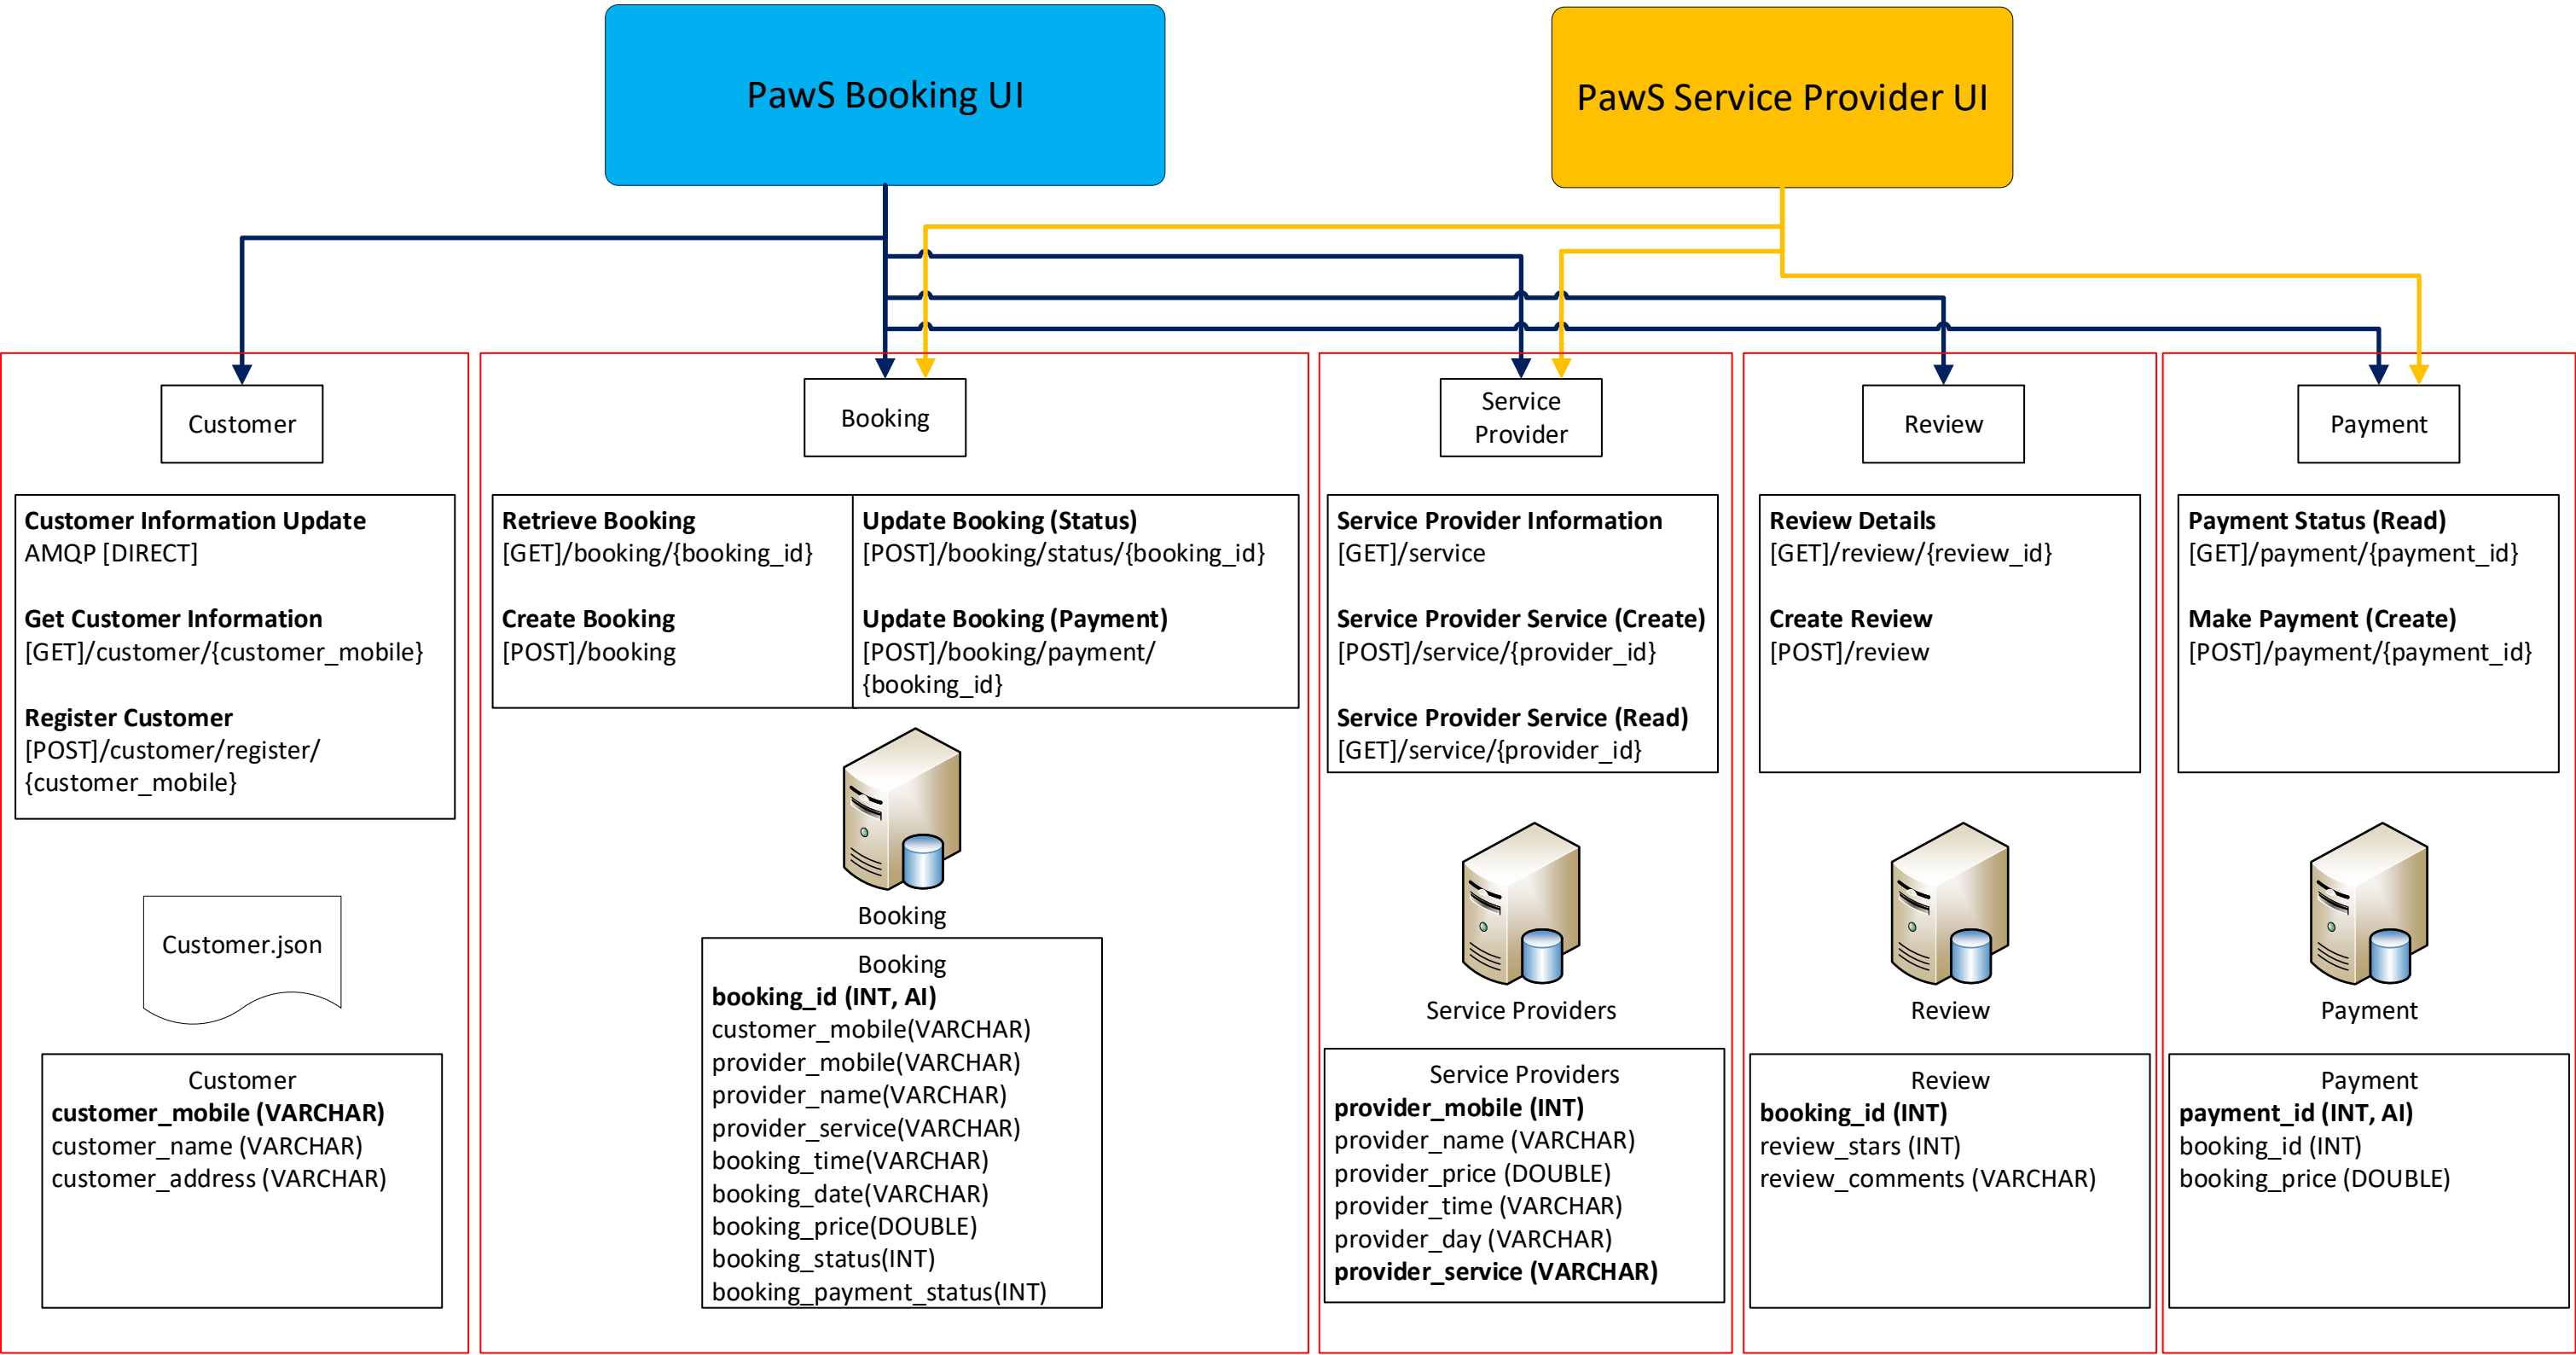 PawS Booking UI
PawS Service Provider UI
Customer
Customer Information Update
AMQP [DIRECT]
Get Customer Information
[GET]/customer/{customer_mobile}
Register Customer
[POST]/customer/register/
{customer_mobile}
Customer.json
Customer
customer_mobile (VARCHAR)
customer_name (VARCHAR)
customer_address (VARCHAR)
Booking
Retrieve Booking
[GET]/booking/{booking_id}
Create Booking
[POST]/booking
Update Booking (Status)
[POST]/booking/status/{booking_id}
Update Booking (Payment)
[POST]/booking/payment/
{booking_id}
Booking
Booking
booking_id (INT, AI)
customer_mobile(VARCHAR)
provider_mobile(VARCHAR)
provider_name(VARCHAR)
provider_service(VARCHAR)
booking_time(VARCHAR)
booking_date(VARCHAR)
booking_price(DOUBLE)
booking_status(INT)
booking_payment_status(INT)
Service
Provider
Service Provider Information
[GET]/service
Service Provider Service (Create)
[POST]/service/{provider_id}
Service Provider Service (Read)
[GET]/service/{provider_id}
Service Providers
Service Providers
provider_mobile (INT)
provider_name (VARCHAR)
provider_price (DOUBLE)
provider_time (VARCHAR)
provider_day (VARCHAR)
provider_service (VARCHAR)
Review
Review Details
[GET]/review/{review_id}
Create Review
[POST]/review
Review
Review
booking_id (INT)
review_stars (INT)
review_comments (VARCHAR)
Payment
Payment Status (Read)
[GET]/payment/{payment_id}
Make Payment (Create)
[POST]/payment/{payment_id}
Payment
Payment
payment_id (INT, AI)
booking_id (INT)
booking_price (DOUBLE)